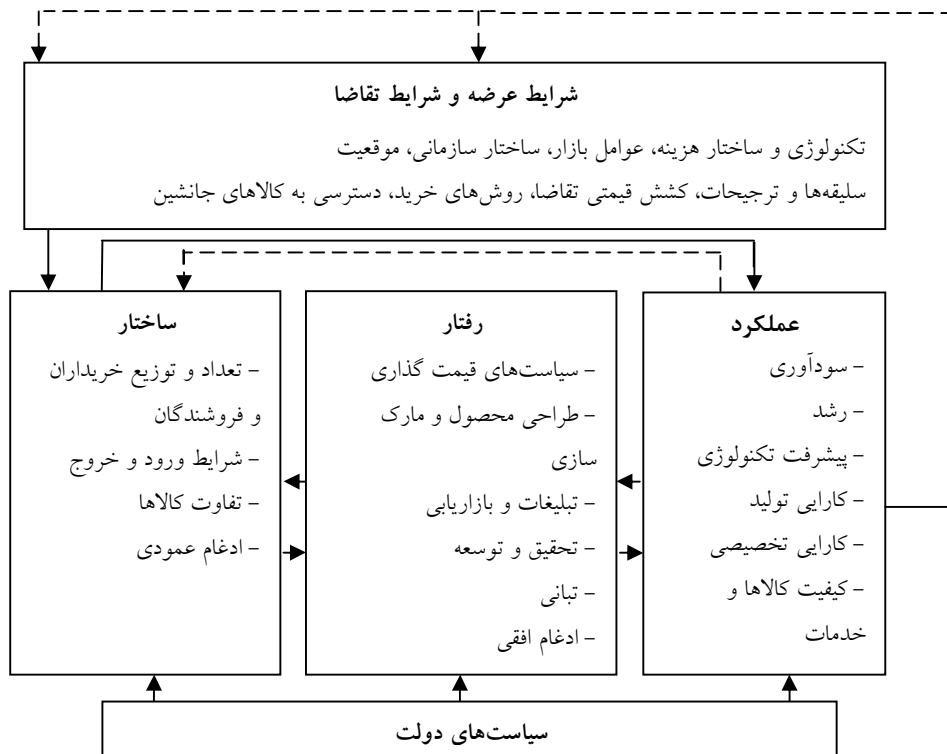 شرایط عرضه و شرایط تقاضا
تکنولوژی و ساختار هزینه، عوامل بازار، ساختار سازمانی، موقعیت
سلیقه‌ها و ترجیحات، کشش قیمتی تقاضا، روش‌های خرید، دسترسی به کالاهای جانشین
ساختار
– تعداد و توزیع خریداران
و فروشندگان
– شرایط ورود و خروج
– تفاوت کالاها
– ادغام عمودی
رفتار
– سیاست‌های قیمت گذاری
– طراحی محصول و مارک
سازی
– تبلیغات و بازاریابی
– تحقیق و توسعه
– تبانی
– ادغام افقی
عملکرد
– سودآوری
– رشد
– پیشرفت تکنولوژی
– کارایی تولید
– کارایی تخصیصی
– کیفیت کالاها و
خدمات
سیاست‌های دولت